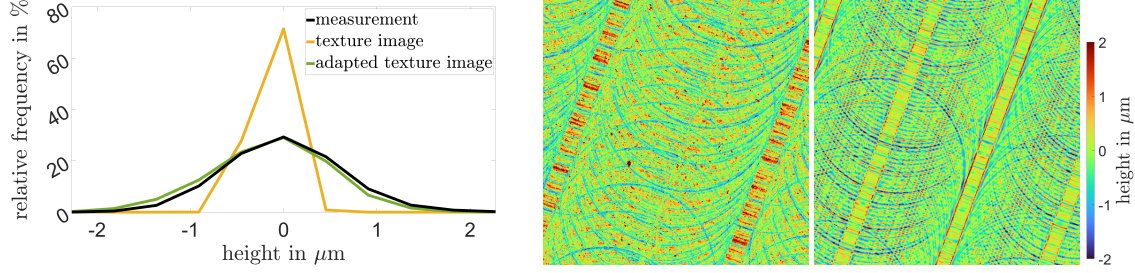 relative frequency in %
80
60
40
20
0
measurement
texture image
adapted texture image
-2
-1
0
1
2
height in μm
2
1
0
-1
-2
height in μm